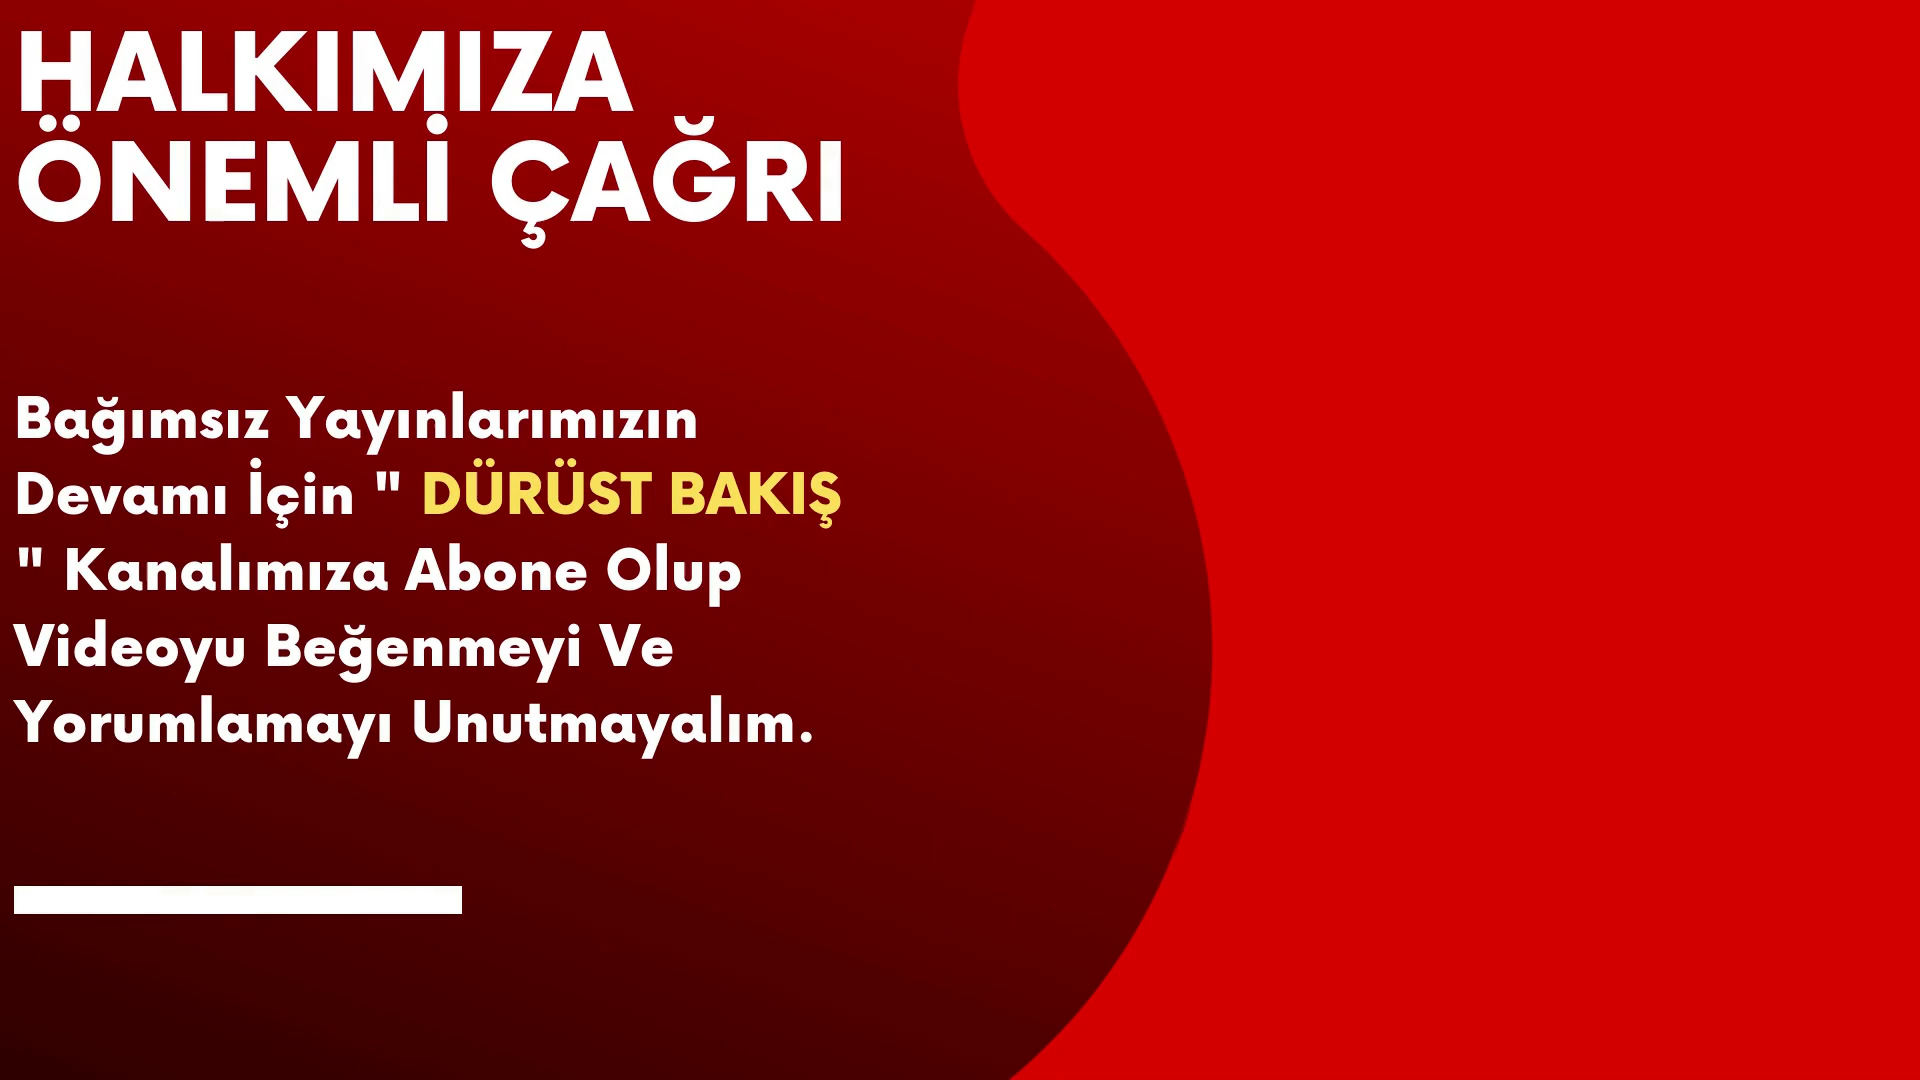 HALKIMIZA
ÖNEMLİ ÇAĞRI
Bağımsız Yayınlarımızın
Devamı İçin " DÜRÜST BAKIŞ
" Kanalımıza Abone Olup
Videoyu Beğenmeyi Ve
Yorumlamayı Unutmayalım.